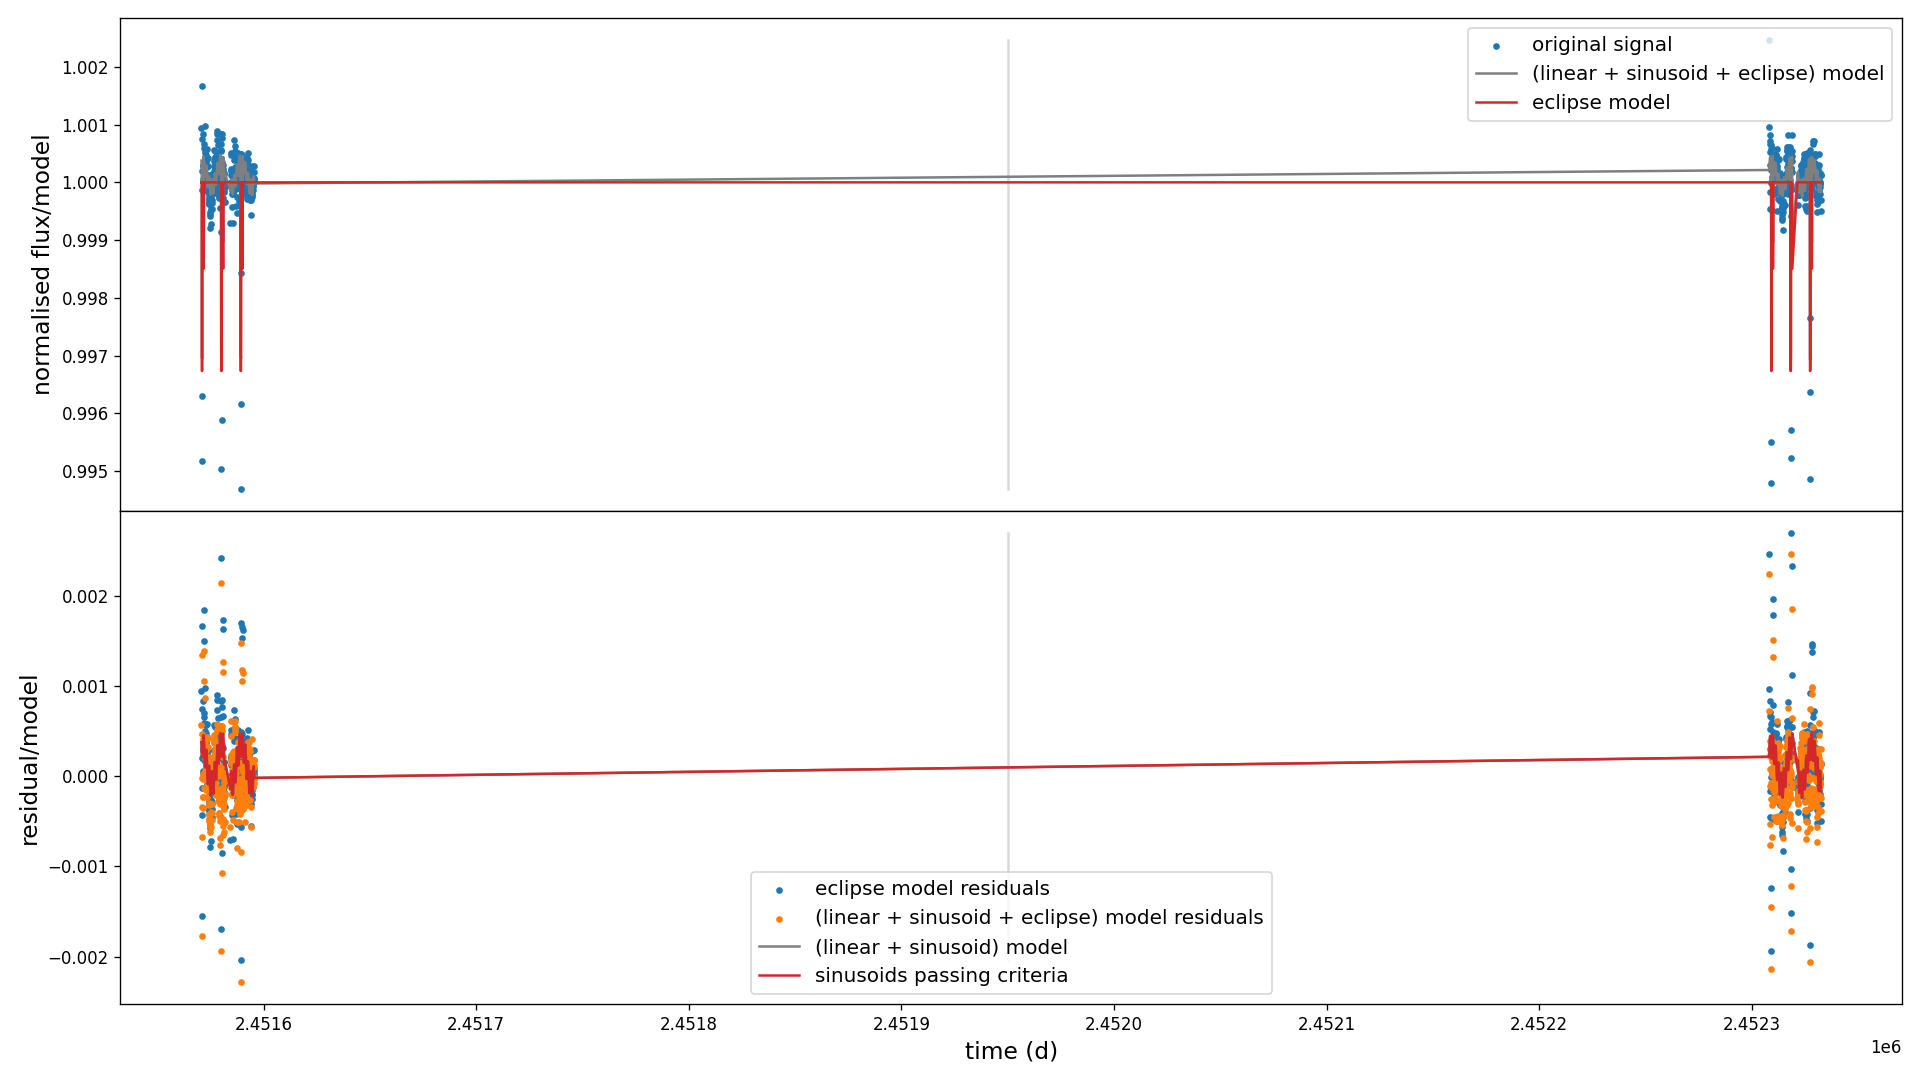 normalised flux/model
1.002
1.001
1.000
0.999
0.998
0.997
0.996
0.995
original signal
(linear + sinusoid + eclipse) model
eclipse model
residual/model
0.002
0.001
0.000
−0.001
−0.002
eclipse model residuals
(linear + sinusoid + eclipse) model residuals
(linear + sinusoid) model
sinusoids passing criteria
2.4516 2.4517 2.4518 2.4519 2.4520 2.4521 2.4522 2.4523
1e6
time (d)